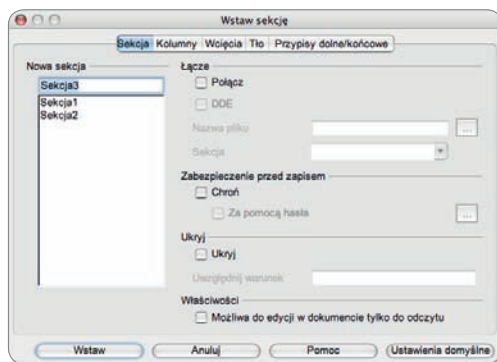 Wstaw sekcję
Sekcja Kolumny Wcięcia Tło Przypisy dolne/końcowe
Nowa sekcja
Sekcja3
Sekcja1
Sekcja2
Łącze
Połącz
DDE
Nazwa pliku
...
Sekcja
Zabezpieczenie przed zapisem
Chroń
Za pomocą hasła
...
Ukryj
Ukryj
Uwzględnij warunek
Właściwości
Możliwa do edycji w dokumencie tylko do odczytu
Wstaw Anuluj Pomoc Ustawienia domyślne